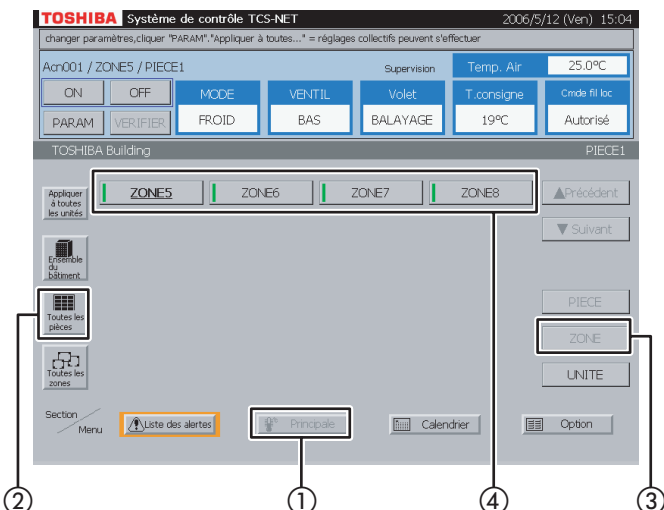 TOSHIBA Système de contrôle TCS-NET 2006/5/12 (Ven) 15:04
changer paramètres,cliquer "PARAM"."Appliquer à toutes..." = réglages collectifs peuvent s'effectuer
Acn001 / ZONE5 / PIECE1 Supervision Temp. Air 25.0°C
ON OFF MODE VENTIL Volet T.consigne Cmde fil loc
PARAM VERIFIER FROID BAS BALAYAGE 19°C Autorisé
TOSHIBA Building PIECE1
Appliquer
à toutes
les unités
ZONE5 ZONE6 ZONE7 ZONE8 ▲Précédent
▼ Suivant
Ensemble
du
bâtiment
Toutes les
pièces
PIECE
ZONE
Toutes les
zones
UNITE
Section
Menu
Liste des alertes Principale Calendrier Option
② ① ④ ③